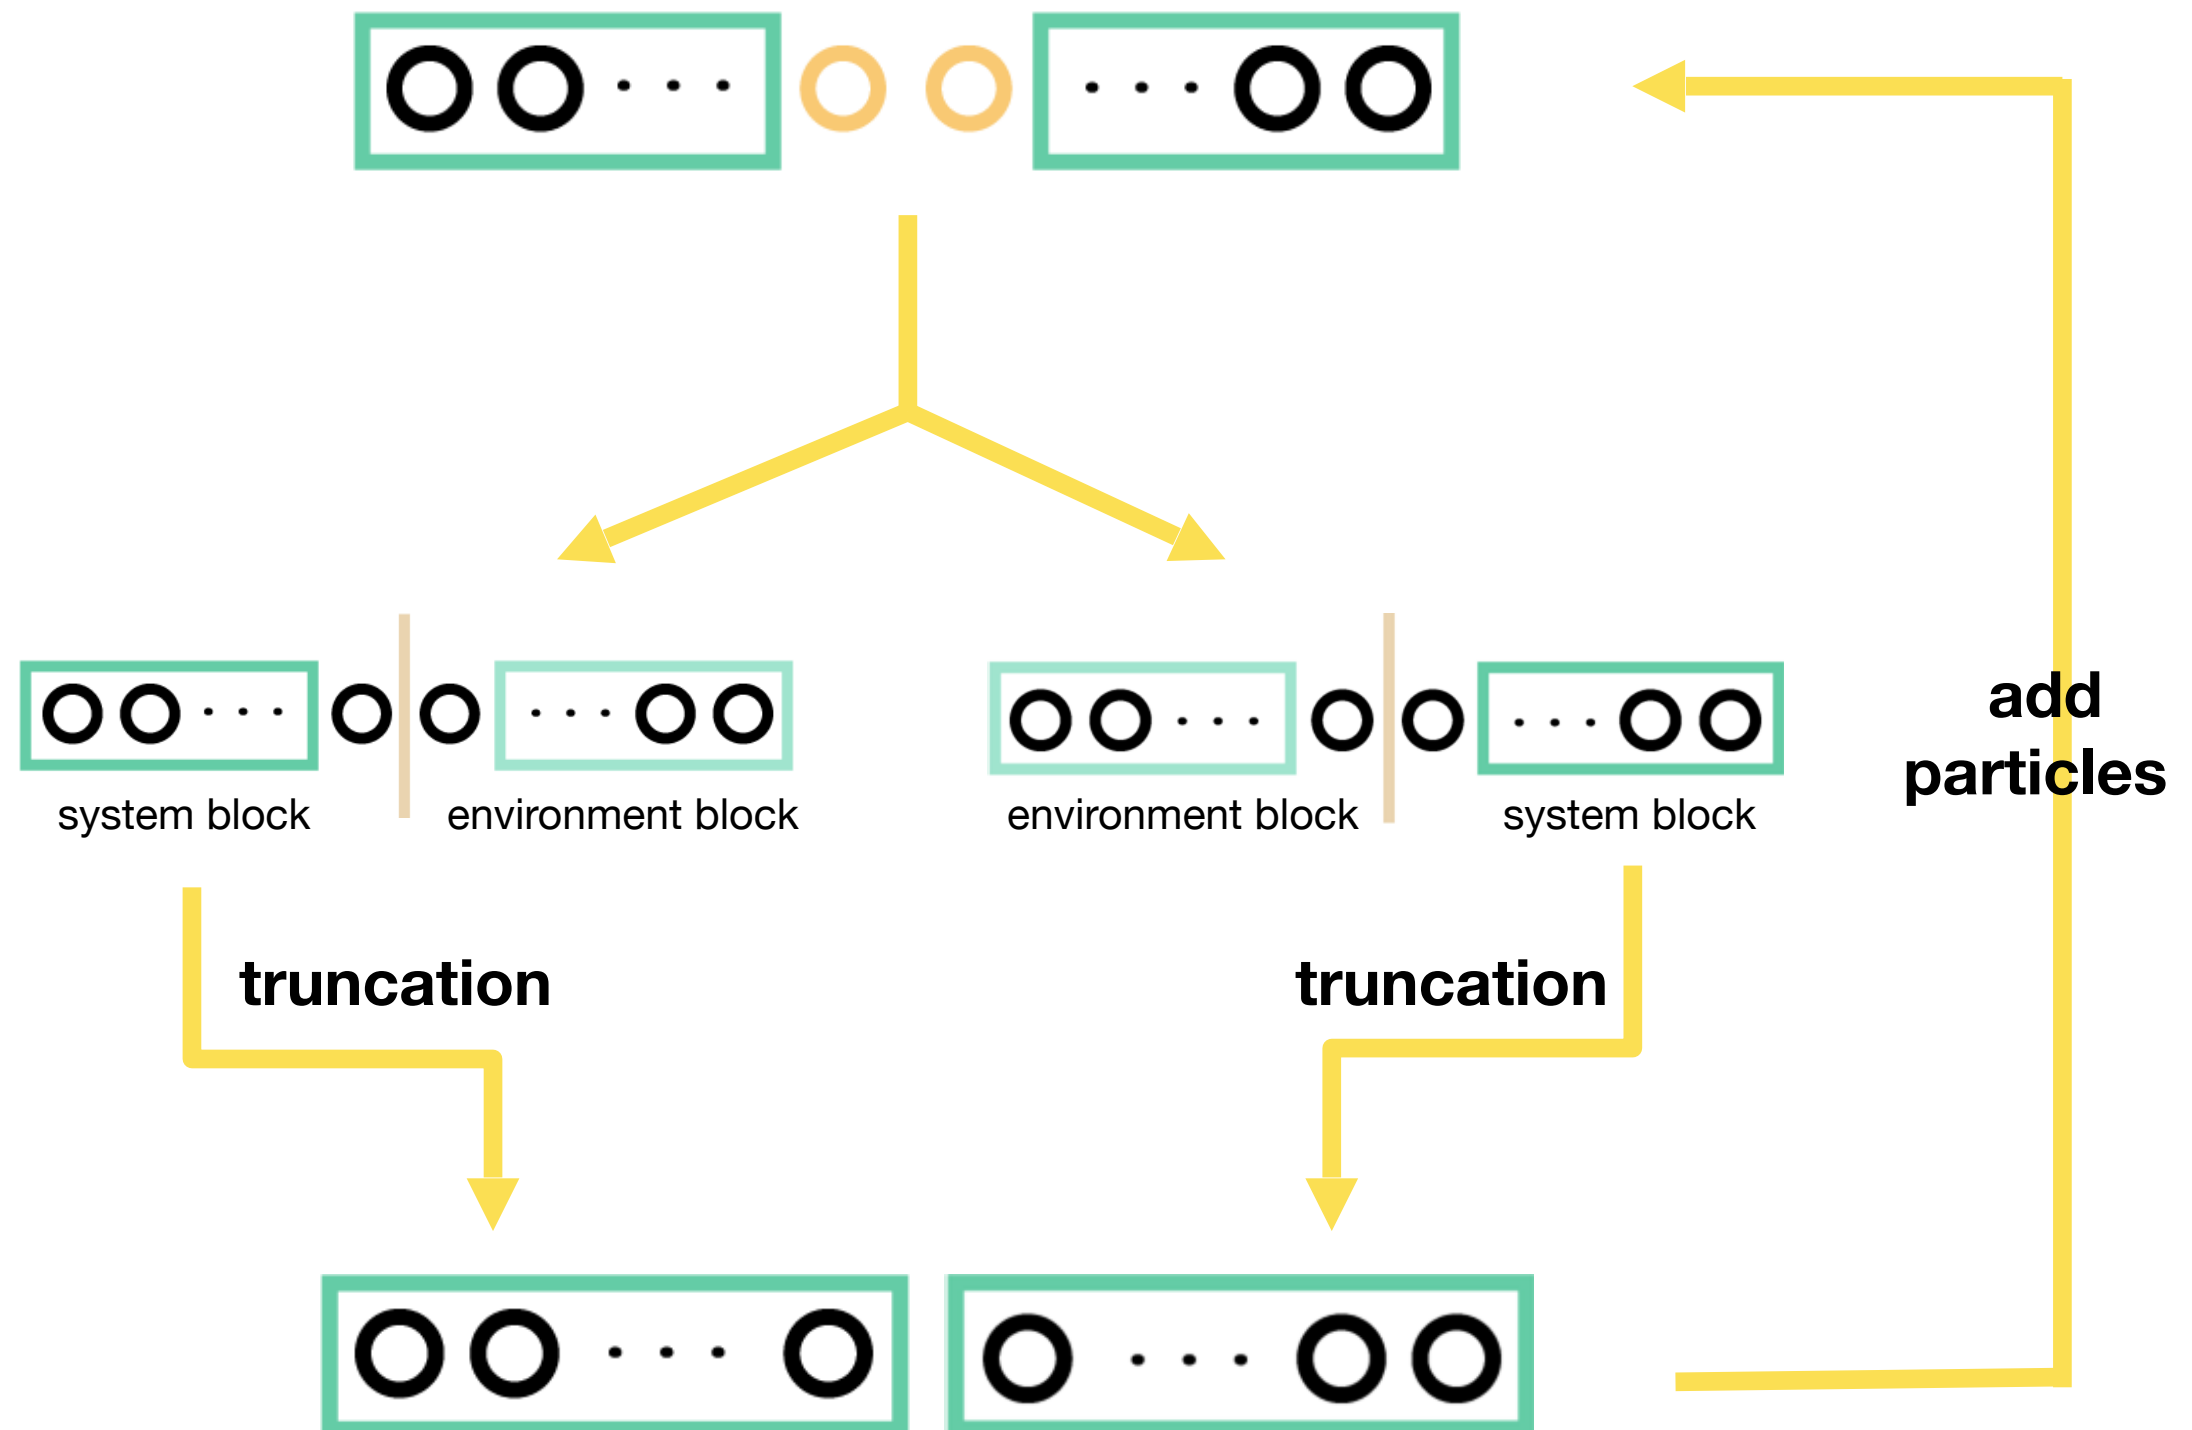 system block
environment block
environment block
system block
add
particles
truncation
truncation